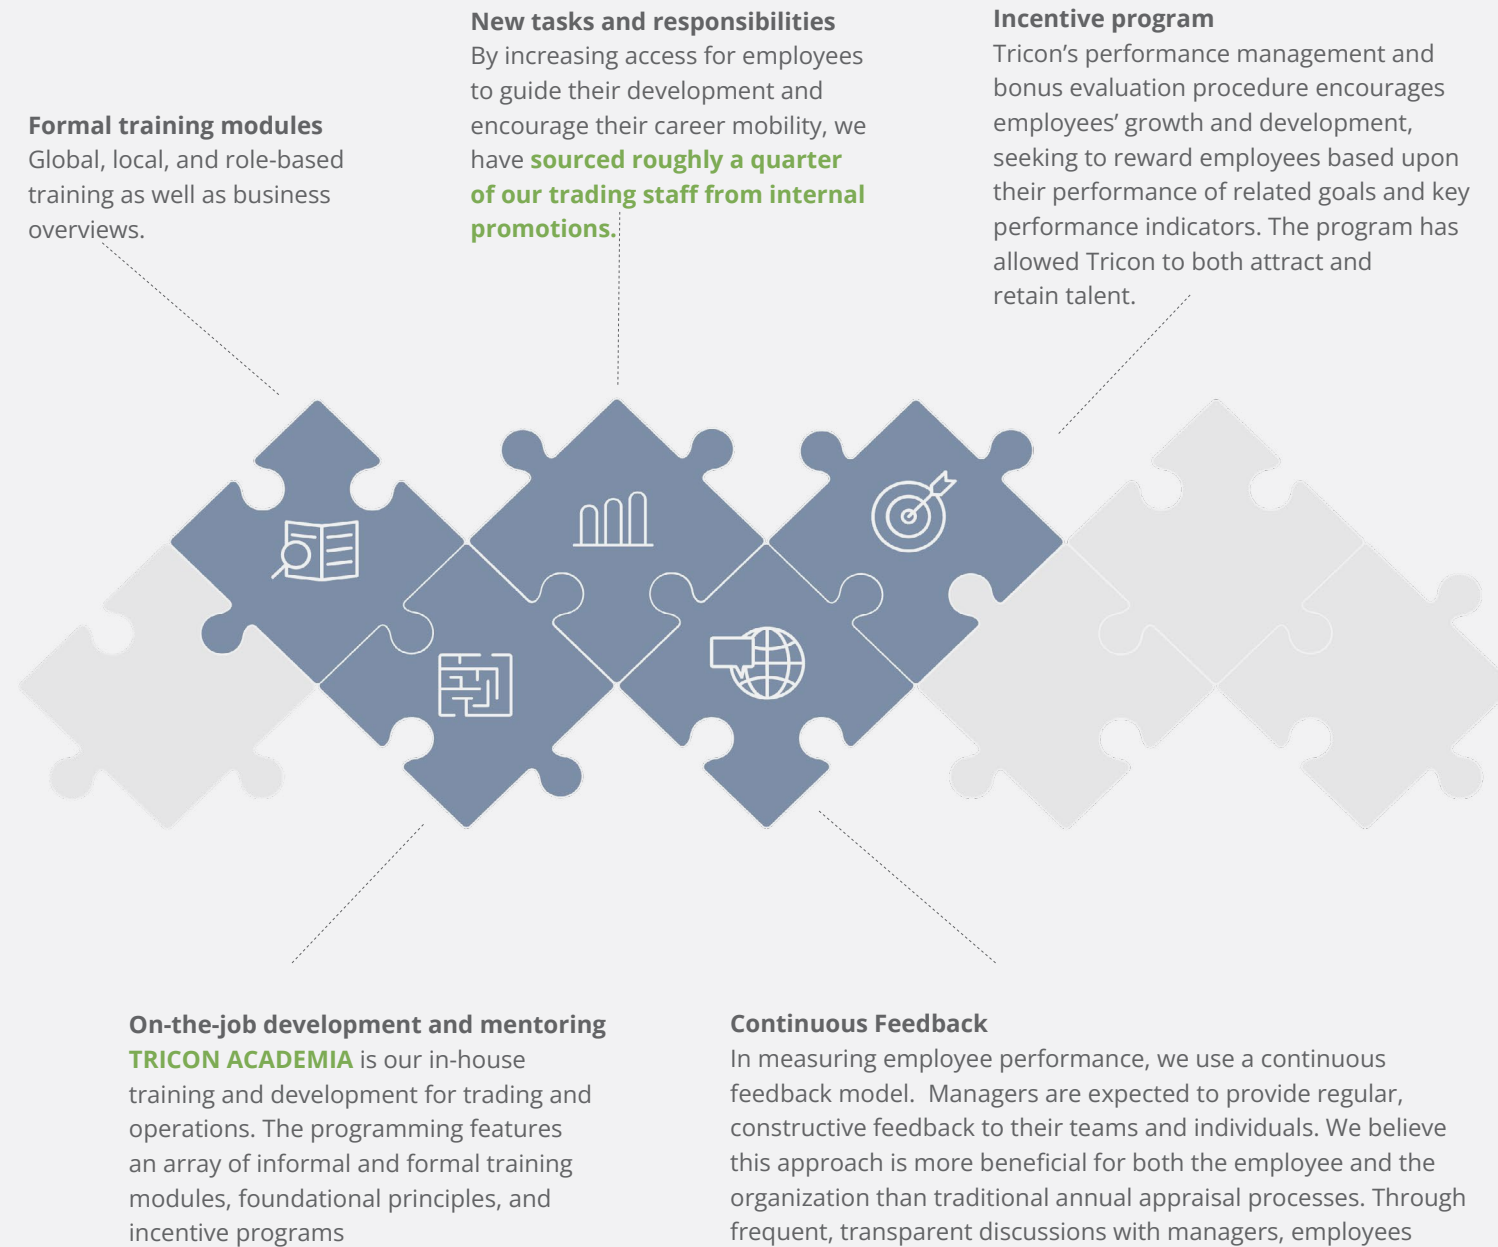 Formal training modules
Global, local, and role-based
training as well as business
overviews.
New tasks and responsibilities
By increasing access for employees
to guide their development and
encourage their career mobility, we
have sourced roughly a quarter
of our trading staff from internal
promotions.
Incentive program
Tricon’s performance management and
bonus evaluation procedure encourages
employees’ growth and development,
seeking to reward employees based upon
their performance of related goals and key
performance indicators. The program has
allowed Tricon to both attract and
retain talent.
On-the-job development and mentoring
TRICON ACADEMIA is our in-house
training and development for trading and
operations. The programming features
an array of informal and formal training
modules, foundational principles, and
incentive programs
Continuous Feedback
In measuring employee performance, we use a continuous
feedback model.  Managers are expected to provide regular,
constructive feedback to their teams and individuals. We believe
this approach is more beneficial for both the employee and the
organization than traditional annual appraisal processes. Through
frequent, transparent discussions with managers, employees